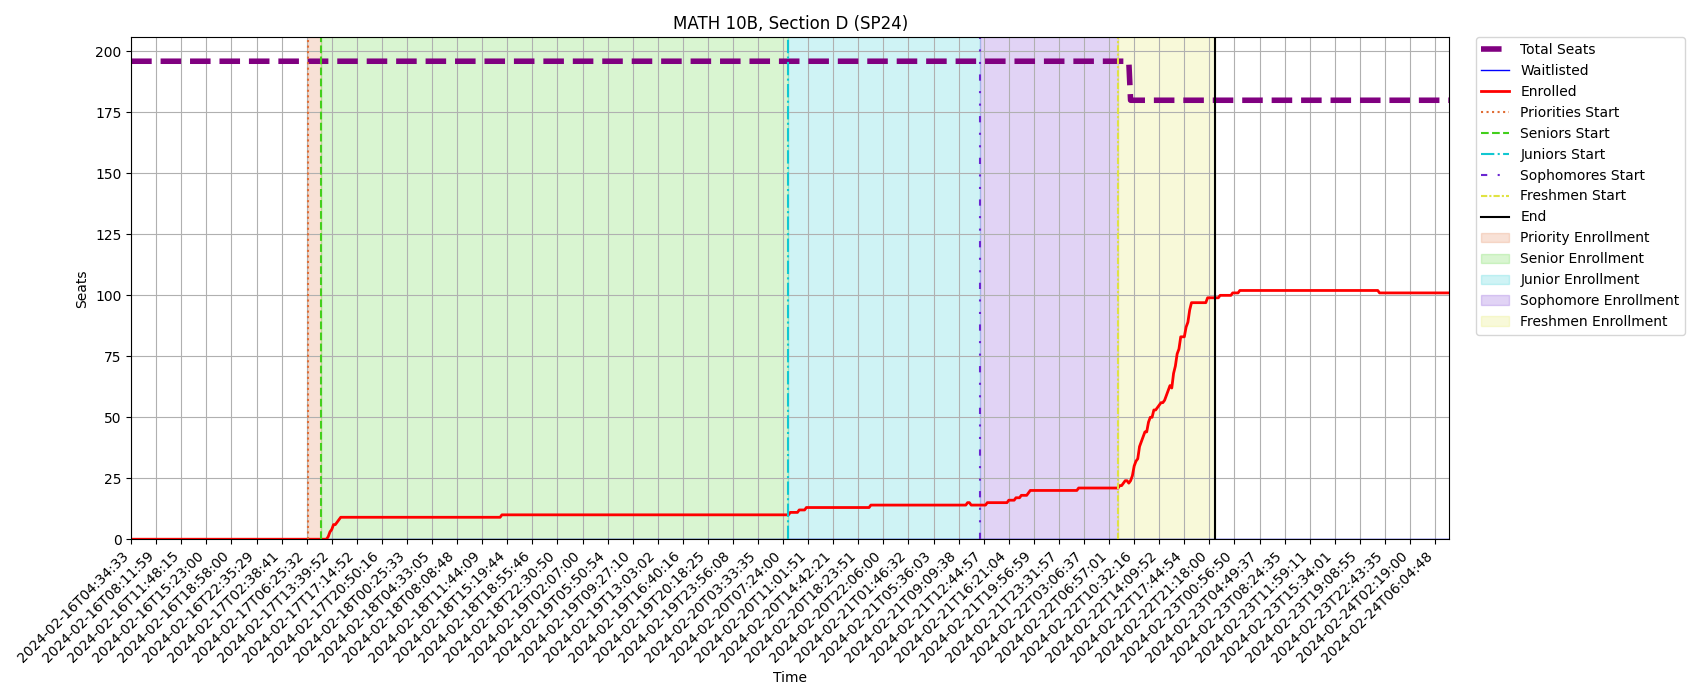 MATH 10B, Section D (SP24)
200
175
150
125
100
75
50
25
0
Seats
2024-02-16T04:34:33
2024-02-16T08:11:59
2024-02-16T11:48:15
2024-02-16T15:23:00
2024-02-16T18:58:00
2024-02-16T22:35:29
2024-02-17T02:38:41
2024-02-17T06:25:32
2024-02-17T13:39:52
2024-02-17T17:14:52
2024-02-17T20:50:16
2024-02-18T00:25:33
2024-02-18T04:33:05
2024-02-18T08:08:48
2024-02-18T11:44:09
2024-02-18T15:19:44
2024-02-18T18:55:46
2024-02-18T22:30:50
2024-02-19T02:07:00
2024-02-19T05:50:54
2024-02-19T09:27:10
2024-02-19T13:03:02
2024-02-19T16:40:16
2024-02-19T20:18:25
2024-02-19T23:56:08
2024-02-20T03:33:35
2024-02-20T07:24:00
2024-02-20T11:01:51
2024-02-20T14:42:21
2024-02-20T18:23:51
2024-02-20T22:06:00
2024-02-21T01:46:32
2024-02-21T05:36:03
2024-02-21T09:09:38
2024-02-21T12:44:57
2024-02-21T16:21:04
2024-02-21T19:56:59
2024-02-21T23:31:57
2024-02-22T03:06:37
2024-02-22T06:57:01
2024-02-22T10:32:16
2024-02-22T14:09:52
2024-02-22T17:44:54
2024-02-22T21:18:00
2024-02-23T00:56:50
2024-02-23T04:49:37
2024-02-23T08:24:35
2024-02-23T11:59:11
2024-02-23T15:34:01
2024-02-23T19:08:55
2024-02-23T22:43:35
2024-02-24T02:19:00
2024-02-24T06:04:48
Time
Total Seats
Waitlisted
Enrolled
Priorities Start
Seniors Start
Juniors Start
Sophomores Start
Freshmen Start
End
Priority Enrollment
Senior Enrollment
Junior Enrollment
Sophomore Enrollment
Freshmen Enrollment